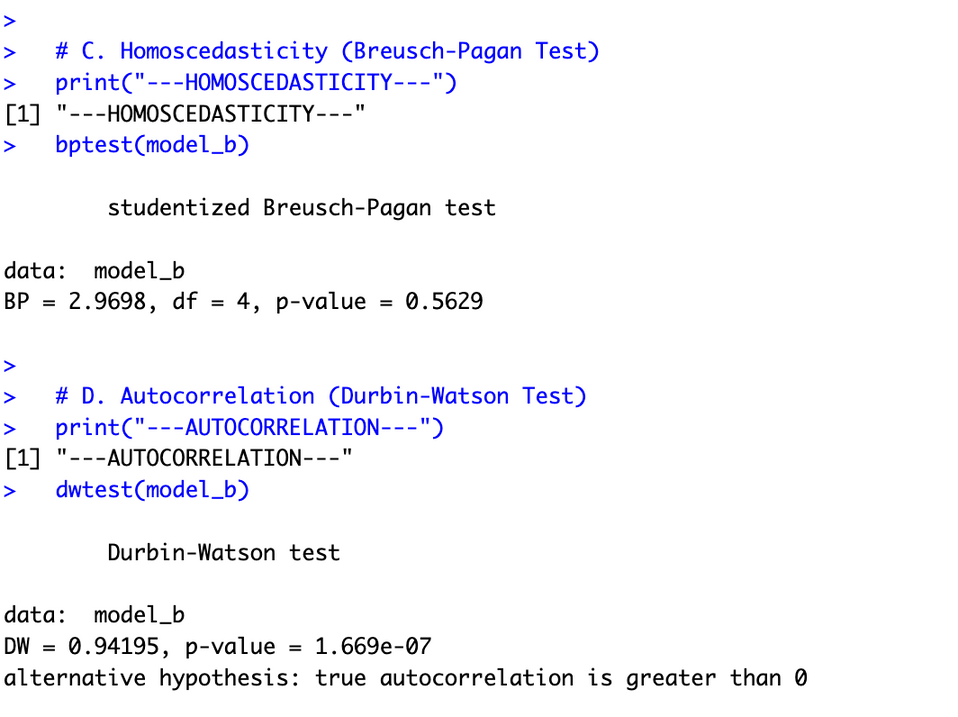 >
>   # C. Homoscedasticity (Breusch-Pagan Test)
>   print("---HOMOSCEDASTICITY---")
[1] "---HOMOSCEDASTICITY---"
>   bptest(model_b)
        studentized Breusch-Pagan test
data:  model_b
BP = 2.9698, df = 4, p-value = 0.5629
>
>   # D. Autocorrelation (Durbin-Watson Test)
>   print("---AUTOCORRELATION---")
[1] "---AUTOCORRELATION---"
>   dwtest(model_b)
        Durbin-Watson test
data:  model_b
DW = 0.94195, p-value = 1.669e-07
alternative hypothesis: true autocorrelation is greater than 0